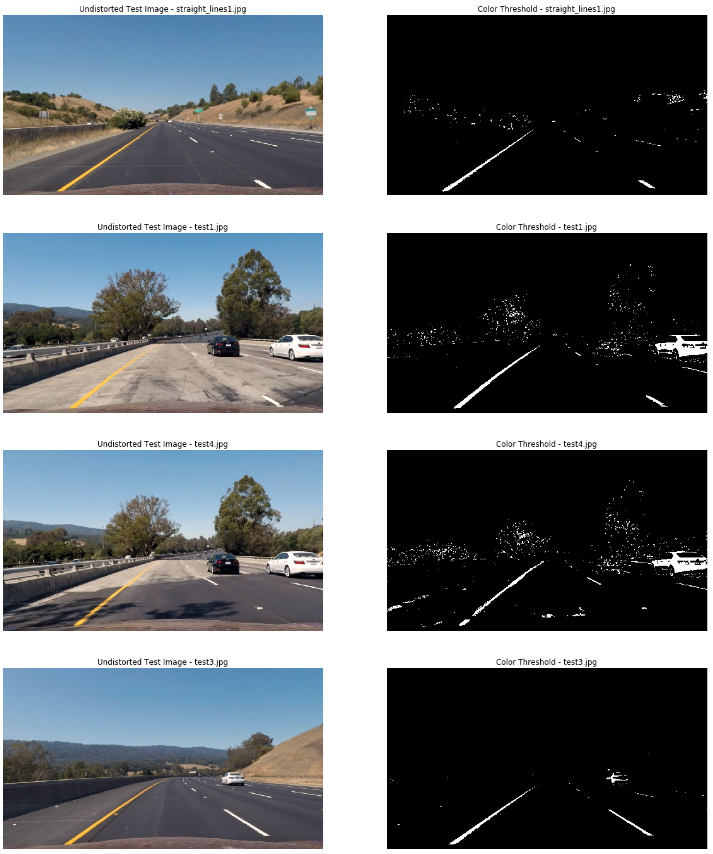 Undistorted Test Image - straight_lines1.jpg
Color Threshold - straight_lines1.jpg
Undistorted Test Image - test1.jpg
Color Threshold - test1.jpg
Undistorted Test Image - test4.jpg
Color Threshold - test4.jpg
Undistorted Test Image - test3.jpg
Color Threshold - test3.jpg